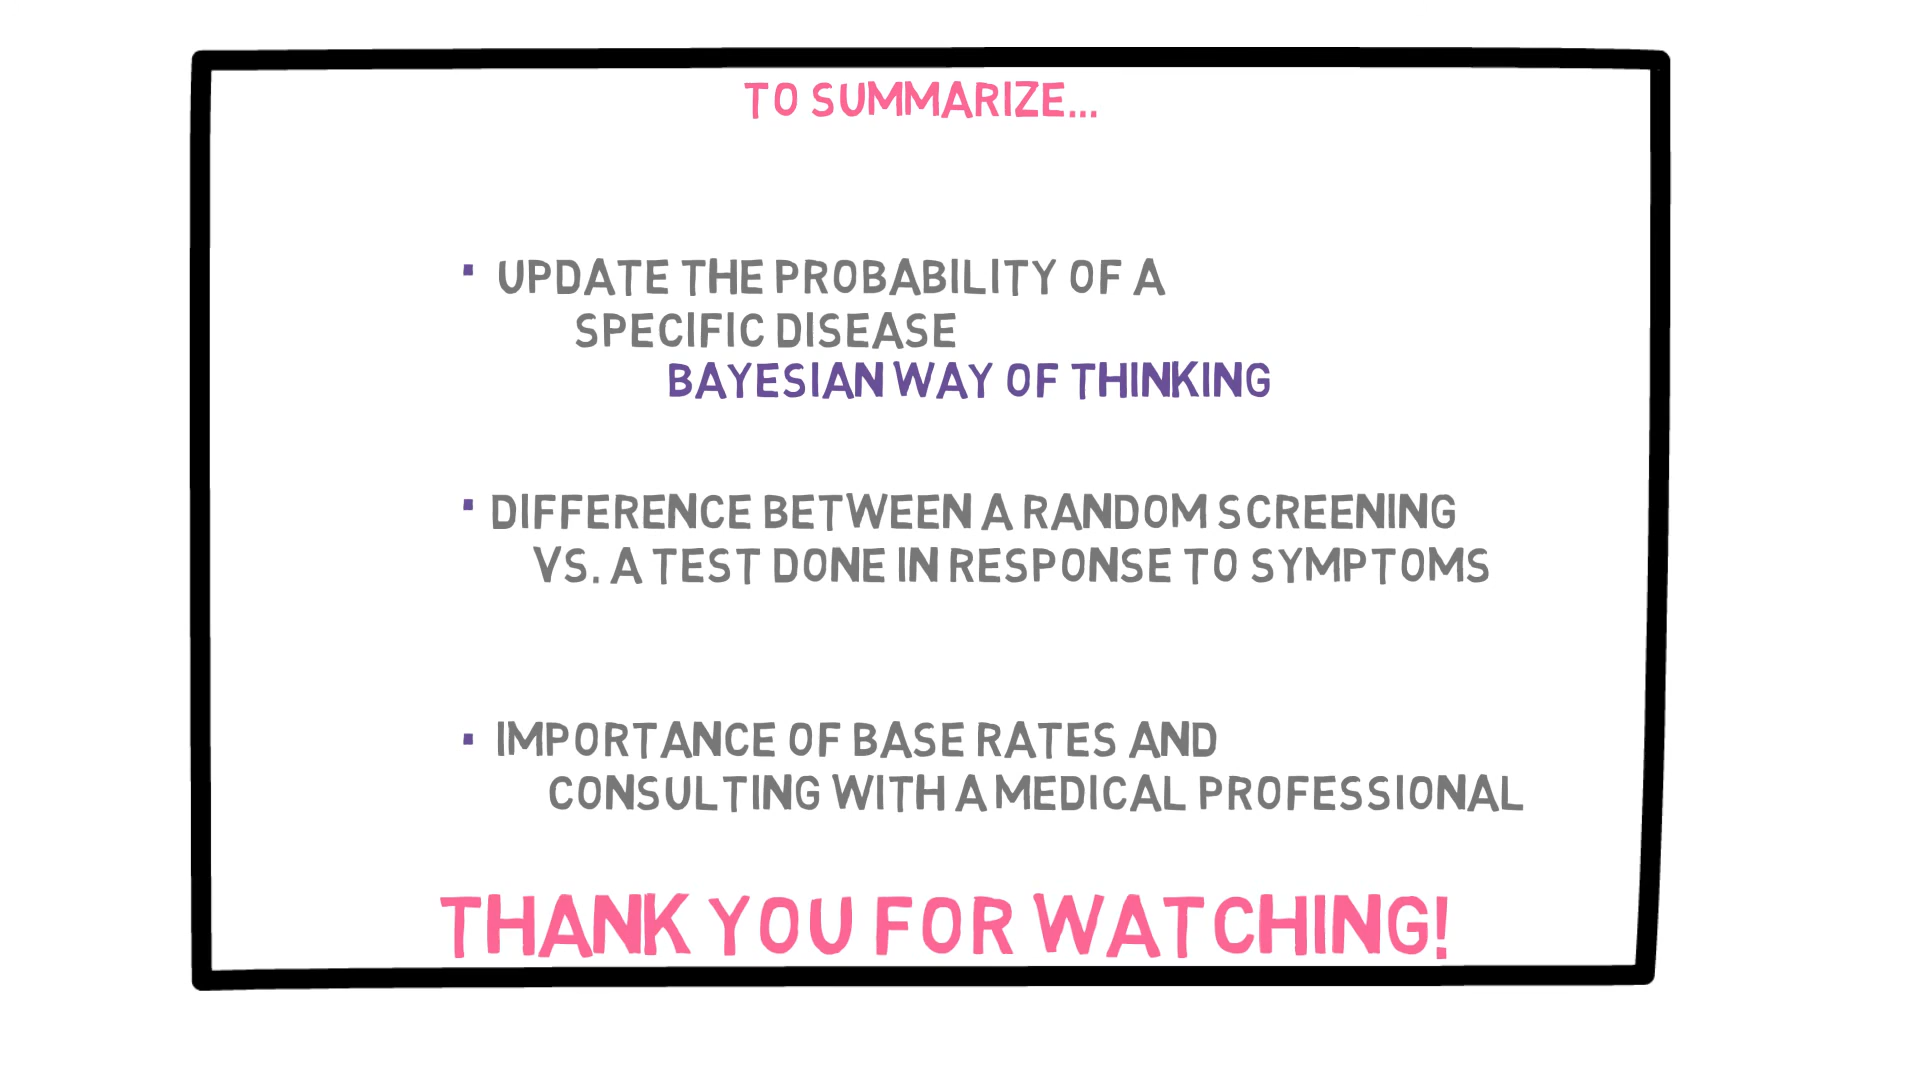 TO SUMMARIZE...
▪ UPDATE THE PROBABILITY OF A
SPECIFIC DISEASE
BAYESIAN WAY OF THINKING
▪ DIFFERENCE BETWEEN A RANDOM SCREENING
VS. A TEST DONE IN RESPONSE TO SYMPTOMS
▪ IMPORTANCE OF BASE RATES AND
CONSULTING WITH A MEDICAL PROFESSIONAL
THANK YOU FOR WATCHING!